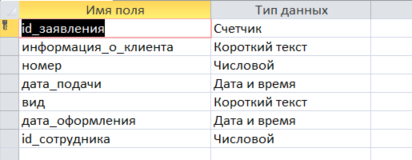 Имя поля Тип данных
id_заявления Счетчик
информация_о_клиента Короткий текст
номер Числовой
дата_подачи Дата и время
вид Короткий текст
дата_оформления Дата и время
id_сотрудника Числовой